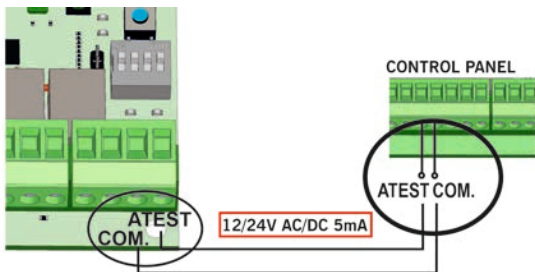 CONTROL PANEL
ATEST COM.
ATEST
COM.
12/24V AC/DC 5mA